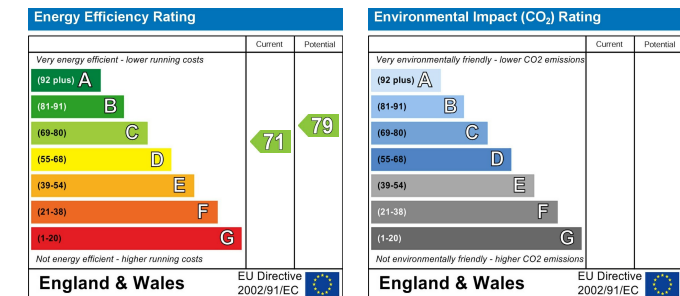 Energy Efficiency Rating
Current Potential
Very energy efficient - lower running costs
(92 plus) A
(81-91) B
(69-80) C
(55-68) D
(39-54) E
(21-38) F
(1-20) G
71
79
Not energy efficient - higher running costs
England & Wales
EU Directive
2002/91/EC
Environmental Impact (CO₂) Rating
Current Potential
Very environmentally friendly - lower CO2 emissions
(92 plus) A
(81-91) B
(69-80) C
(55-68) D
(39-54) E
(21-38) F
(1-20) G
Not environmentally friendly - higher CO2 emissions
England & Wales
EU Directive
2002/91/EC